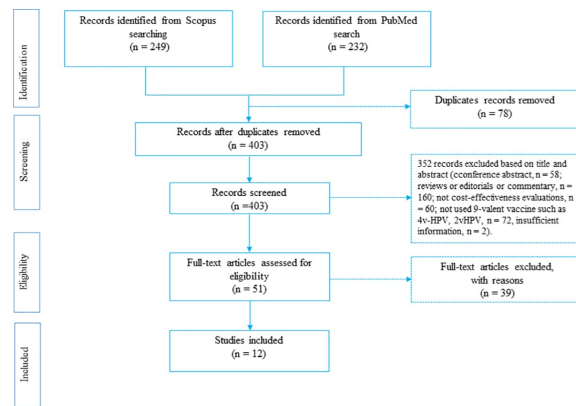 Identification
Records identified from Scopus
searching
(n = 249)
Records identified from PubMed
search
(n = 232)
Duplicates records removed
(n = 78)
Screening
Records after duplicates removed
(n = 403)
352 records excluded based on title and
abstract (cconference abstract, n = 58;
reviews or editorials or commentary, n =
160; not cost-effectiveness evaluations, n
= 60; not used 9-valent vaccine such as
4v-HPV, 2vHPV, n = 72, insufficient
information, n = 2).
Records screened
(n =403)
Eligibility
Full-text articles assessed for
eligibility
(n = 51)
Full-text articles excluded,
with reasons
(n = 39)
Included
Studies included
(n = 12)